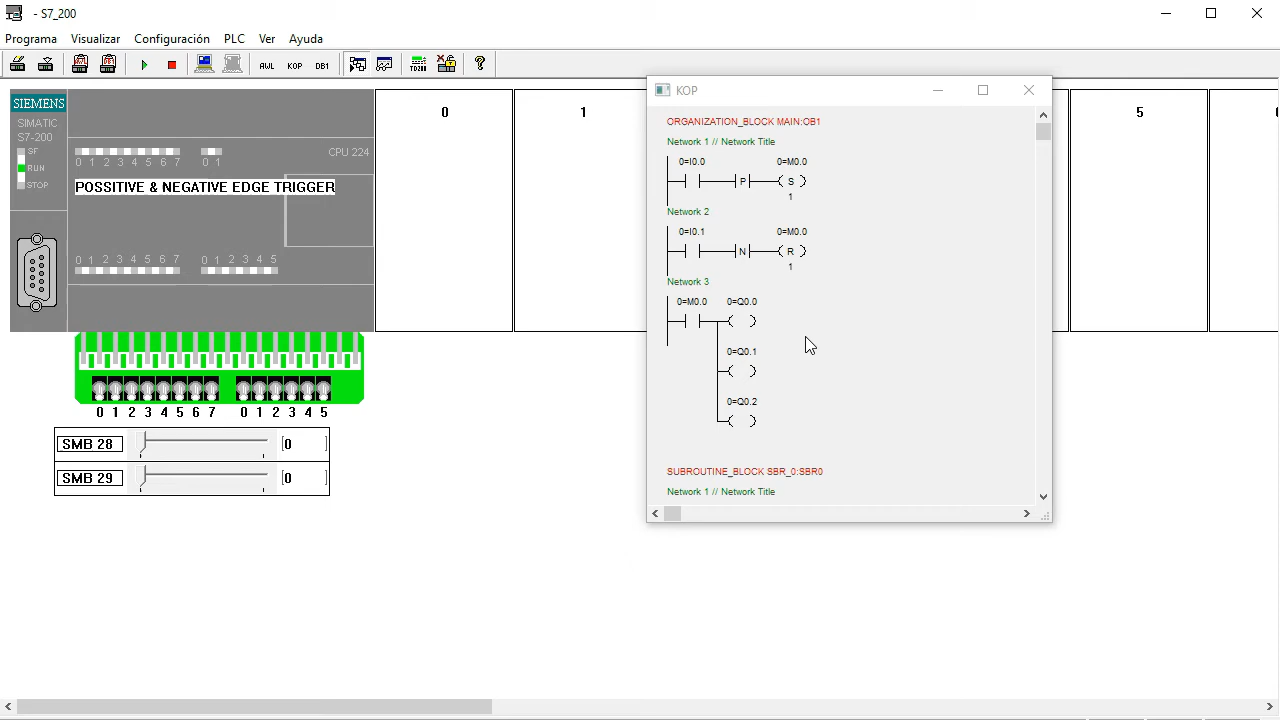 - S7_200
Programa Visualizar Configuración PLC Ver Ayuda
AWL KOP DB1 TD200 ?
SIEMENS
SIMATIC
S7-200
SF
RUN
STOP
0 1 2 3 4 5 6 7 0 1
CPU 224
POSSITIVE & NEGATIVE EDGE TRIGGER
0 1 2 3 4 5 6 7 0 1 2 3 4 5
0 1 2 3 4 5 6 7 0 1 2 3 4 5
SMB 28 [0 ]
SMB 29 [0 ]
0 1 5
KOP
ORGANIZATION_BLOCK MAIN:OB1
Network 1 // Network Title
0=I0.0 0=M0.0
P S
1
Network 2
0=I0.1 0=M0.0
N R
1
Network 3
0=M0.0 0=Q0.0
0=Q0.1
0=Q0.2
SUBROUTINE_BLOCK SBR_0:SBR0
Network 1 // Network Title